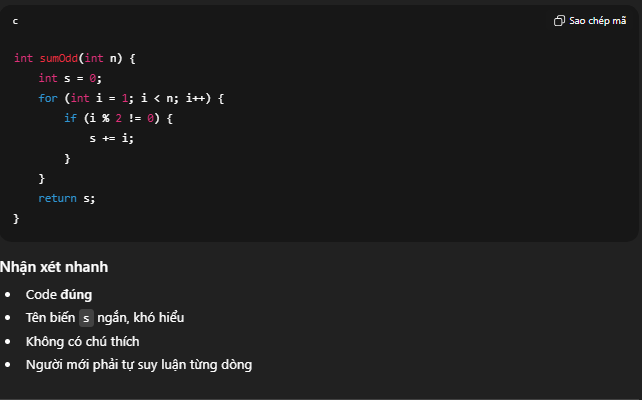 c
Sao chép mã
int sumOdd(int n) {
    int s = 0;
    for (int i = 1; i < n; i++) {
        if (i % 2 != 0) {
            s += i;
        }
    }
    return s;
}
Nhận xét nhanh
• Code đúng
• Tên biến s ngắn, khó hiểu
• Không có chú thích
• Người mới phải tự suy luận từng dòng